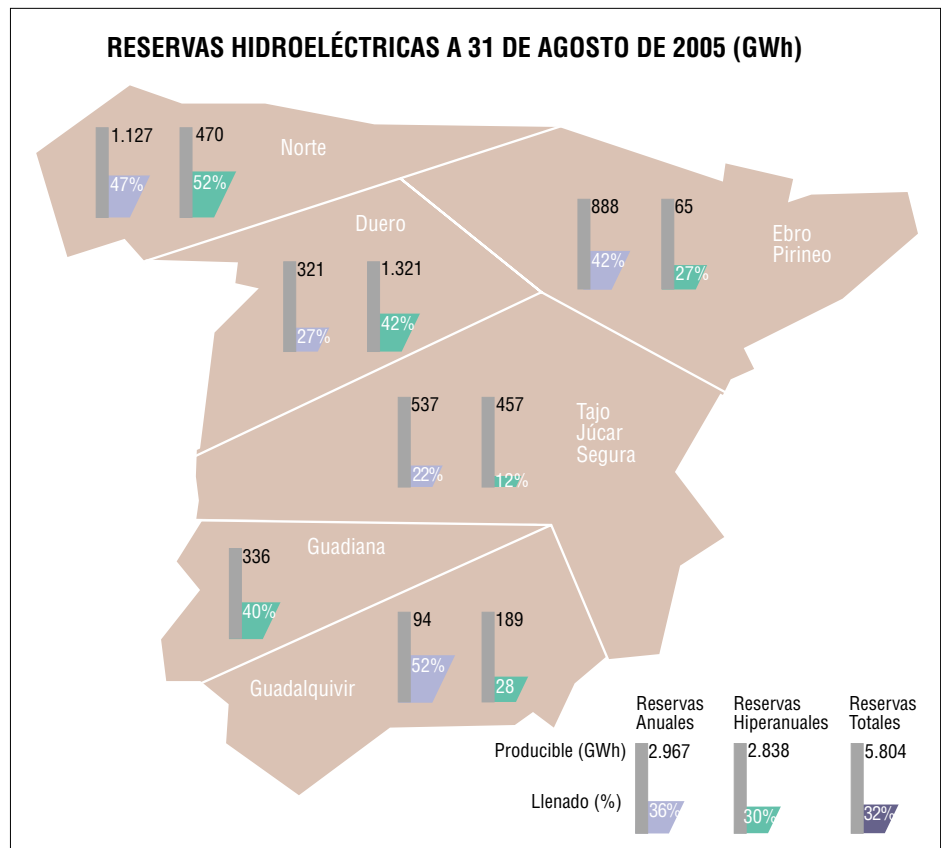 RESERVAS HIDROELÉCTRICAS A 31 DE AGOSTO DE 2005 (GWh)
Norte
1.127
47%
470
52%
Duero
321
27%
1.321
42%
Ebro
Pirineo
888
42%
65
27%
Tajo
Júcar
Segura
537
22%
457
12%
Guadiana
336
40%
Guadalquivir
94
52%
189
28
Reservas
Anuales
Reservas
Hiperanuales
Reservas
Totales
Producible (GWh)
2.967
2.838
5.804
Llenado (%)
36%
30%
32%